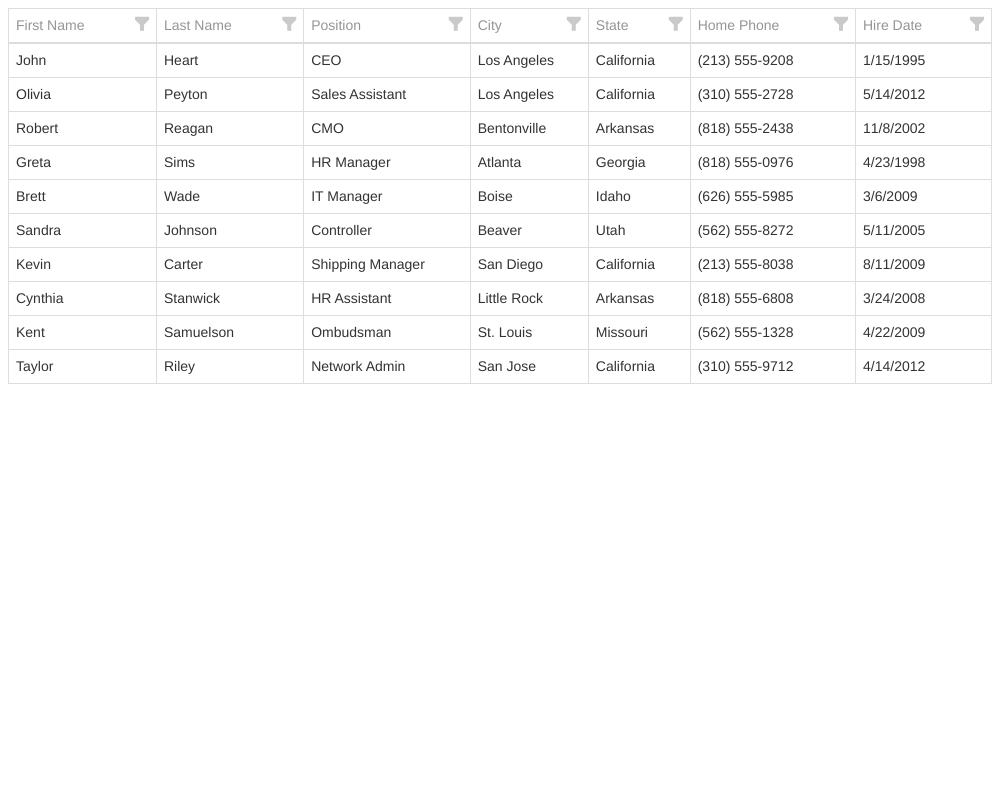 First Name Last Name Position City State Home Phone Hire Date
John Heart CEO Los Angeles California (213) 555-9208 1/15/1995
Olivia Peyton Sales Assistant Los Angeles California (310) 555-2728 5/14/2012
Robert Reagan CMO Bentonville Arkansas (818) 555-2438 11/8/2002
Greta Sims HR Manager Atlanta Georgia (818) 555-0976 4/23/1998
Brett Wade IT Manager Boise Idaho (626) 555-5985 3/6/2009
Sandra Johnson Controller Beaver Utah (562) 555-8272 5/11/2005
Kevin Carter Shipping Manager San Diego California (213) 555-8038 8/11/2009
Cynthia Stanwick HR Assistant Little Rock Arkansas (818) 555-6808 3/24/2008
Kent Samuelson Ombudsman St. Louis Missouri (562) 555-1328 4/22/2009
Taylor Riley Network Admin San Jose California (310) 555-9712 4/14/2012